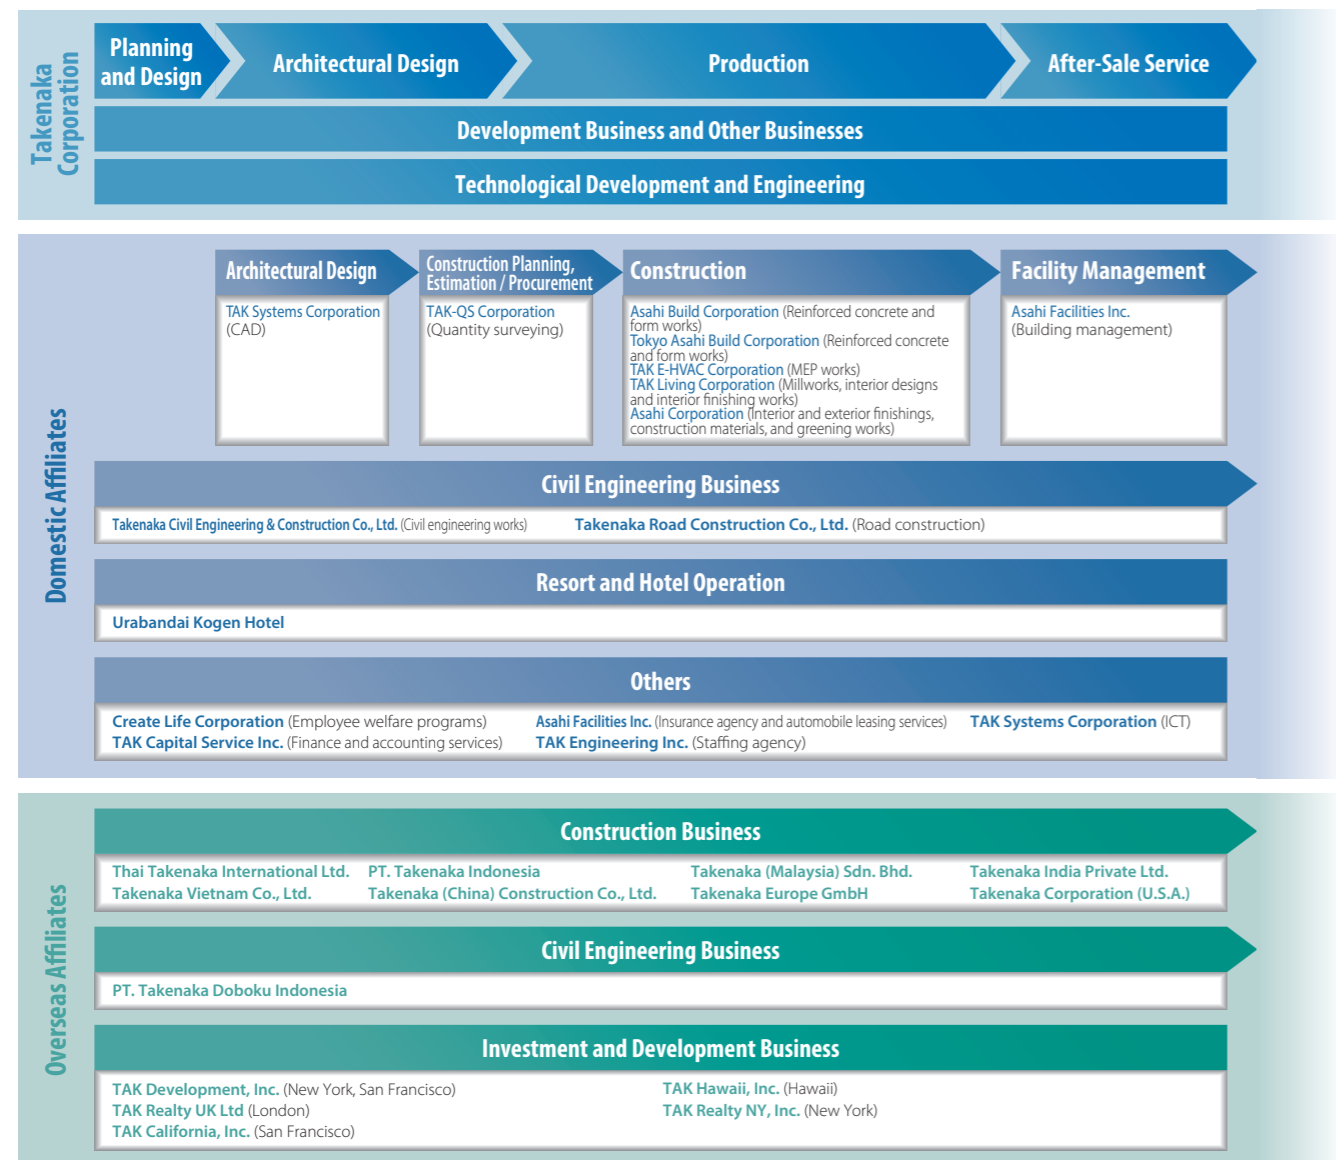 Takenaka
Corporation
Planning
and Design
Architectural Design
Production
After-Sale Service
Development Business and Other Businesses
Technological Development and Engineering
Domestic Affiliates
Architectural Design
TAK Systems Corporation
(CAD)
Construction Planning,
Estimation / Procurement
TAK-QS Corporation
(Quantity surveying)
Construction
Asahi Build Corporation (Reinforced concrete and
form works)
Tokyo Asahi Build Corporation (Reinforced concrete
and form works)
TAK E-HVAC Corporation (MEP works)
TAK Living Corporation (Millworks, interior designs
and interior finishing works)
Asahi Corporation (Interior and exterior finishings,
construction materials, and greening works)
Facility Management
Asahi Facilities Inc.
(Building management)
Civil Engineering Business
Takenaka Civil Engineering & Construction Co., Ltd. (Civil engineering works)
Takenaka Road Construction Co., Ltd. (Road construction)
Resort and Hotel Operation
Urabandai Kogen Hotel
Others
Create Life Corporation (Employee welfare programs)
Asahi Facilities Inc. (Insurance agency and automobile leasing services)
TAK Systems Corporation (ICT)
TAK Capital Service Inc. (Finance and accounting services)
TAK Engineering Inc. (Staffing agency)
Overseas Affiliates
Construction Business
Thai Takenaka International Ltd.
PT. Takenaka Indonesia
Takenaka (Malaysia) Sdn. Bhd.
Takenaka India Private Ltd.
Takenaka Vietnam Co., Ltd.
Takenaka (China) Construction Co., Ltd.
Takenaka Europe GmbH
Takenaka Corporation (U.S.A.)
Civil Engineering Business
PT. Takenaka Doboku Indonesia
Investment and Development Business
TAK Development, Inc. (New York, San Francisco)
TAK Hawaii, Inc. (Hawaii)
TAK Realty UK Ltd (London)
TAK Realty NY, Inc. (New York)
TAK California, Inc. (San Francisco)